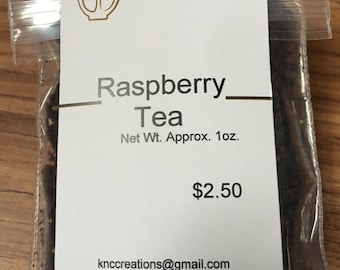 Raspberry
Tea
Net Wt. Approx. 1oz.
$2.50
knccreations@gmail.com